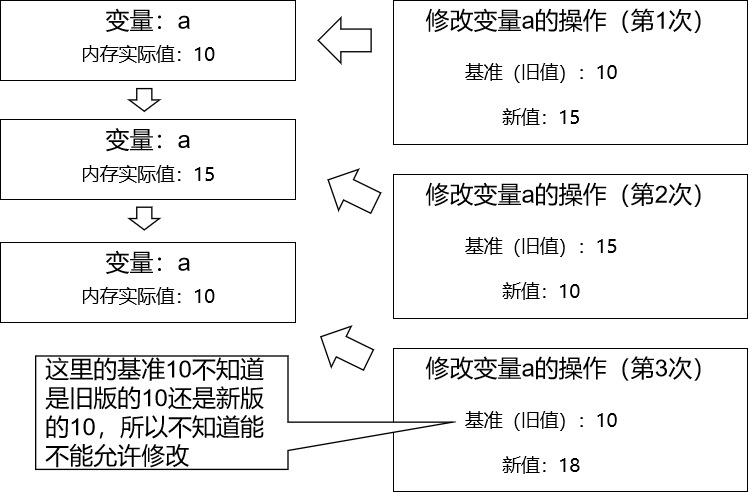 变量：a
内存实际值：10
修改变量a的操作（第1次）
基准（旧值）：10
新值：15
变量：a
内存实际值：15
修改变量a的操作（第2次）
基准（旧值）：15
新值：10
变量：a
内存实际值：10
修改变量a的操作（第3次）
基准（旧值）：10
新值：18
这里的基准10不知道
是旧版的10还是新版
的10，所以不知道能
不能允许修改